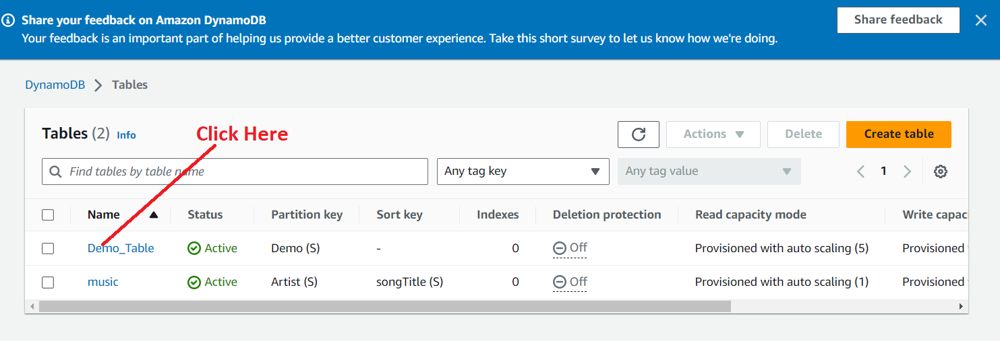 Share your feedback on Amazon DynamoDB
Share feedback
Your feedback is an important part of helping us provide a better customer experience. Take this short survey to let us know how we're doing.
DynamoDB Tables
Tables (2) Info Click Here Actions Delete Create table
Find tables by table name Any tag key Any tag value 1
Name Status Partition key Sort key Indexes Deletion protection Read capacity mode Write capaci
Demo_Table Active Demo (S) - 0 Off Provisioned with auto scaling (5) Provisioned
music Active Artist (S) songTitle (S) 0 Off Provisioned with auto scaling (1) Provisioned